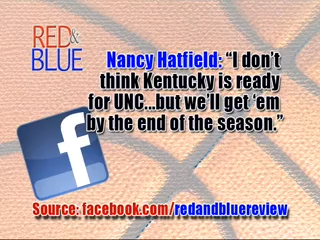 RED&
BLUE
Nancy Hatfield: “I don’t
think Kentucky is ready
for UNC...but we’ll get ‘em
by the end of the season.”
f
Source: facebook.com/redandbluereview